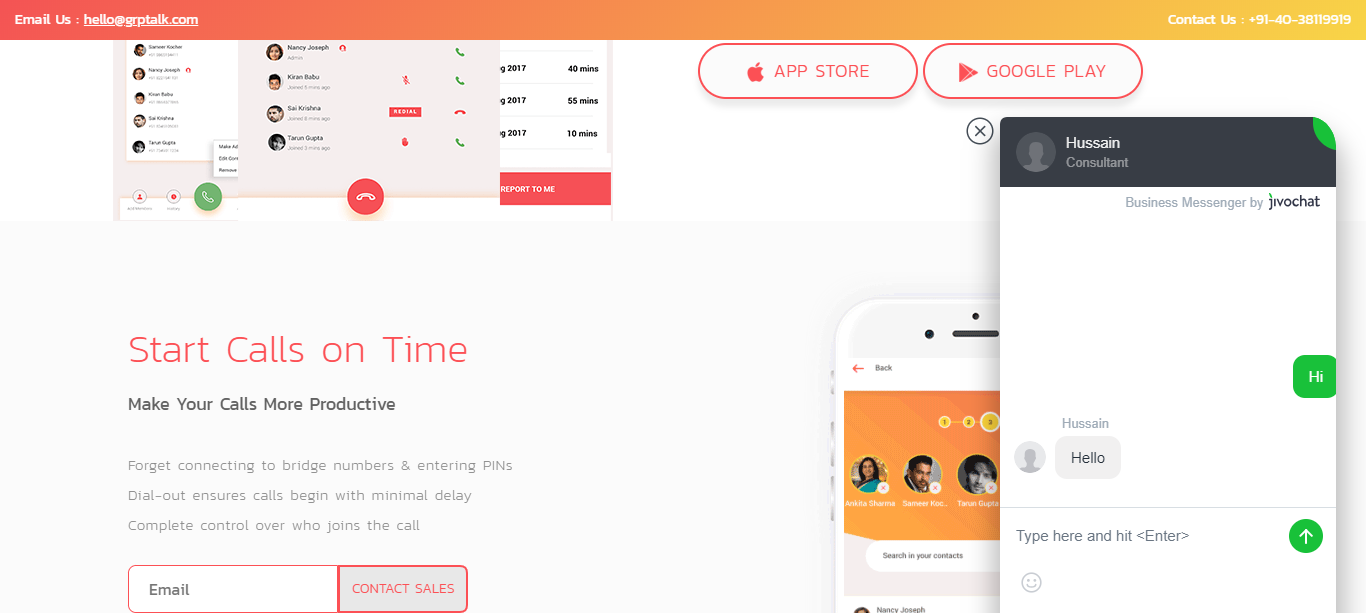 Email Us : hello@grptalk.com
Contact Us : +91-40-38119919
Sameer Kocher
Nancy Joseph
Kiran Babu
Sai Krishna
Tarun Gupta
Make Ad
Edit Con
Remove
Nancy Joseph
Admin
Kiran Babu
Joined 5 mins ago
Sai Krishna
Joined 8 mins ago
REDIAL
Tarun Gupta
Joined 3 mins ago
g 2017 40 mins
g 2017 55 mins
g 2017 10 mins
REPORT TO ME
APP STORE
GOOGLE PLAY
Start Calls on Time
Make Your Calls More Productive
Forget connecting to bridge numbers & entering PINs
Dial-out ensures calls begin with minimal delay
Complete control over who joins the call
Email
CONTACT SALES
Back
1 2 3
Ankita Sharma Sameer Koc.. Tarun Gupta
Search in your contacts
Nancy Joseph
Hussain
Consultant
Business Messenger by jivochat
Hi
Hussain
Hello
Type here and hit <Enter>